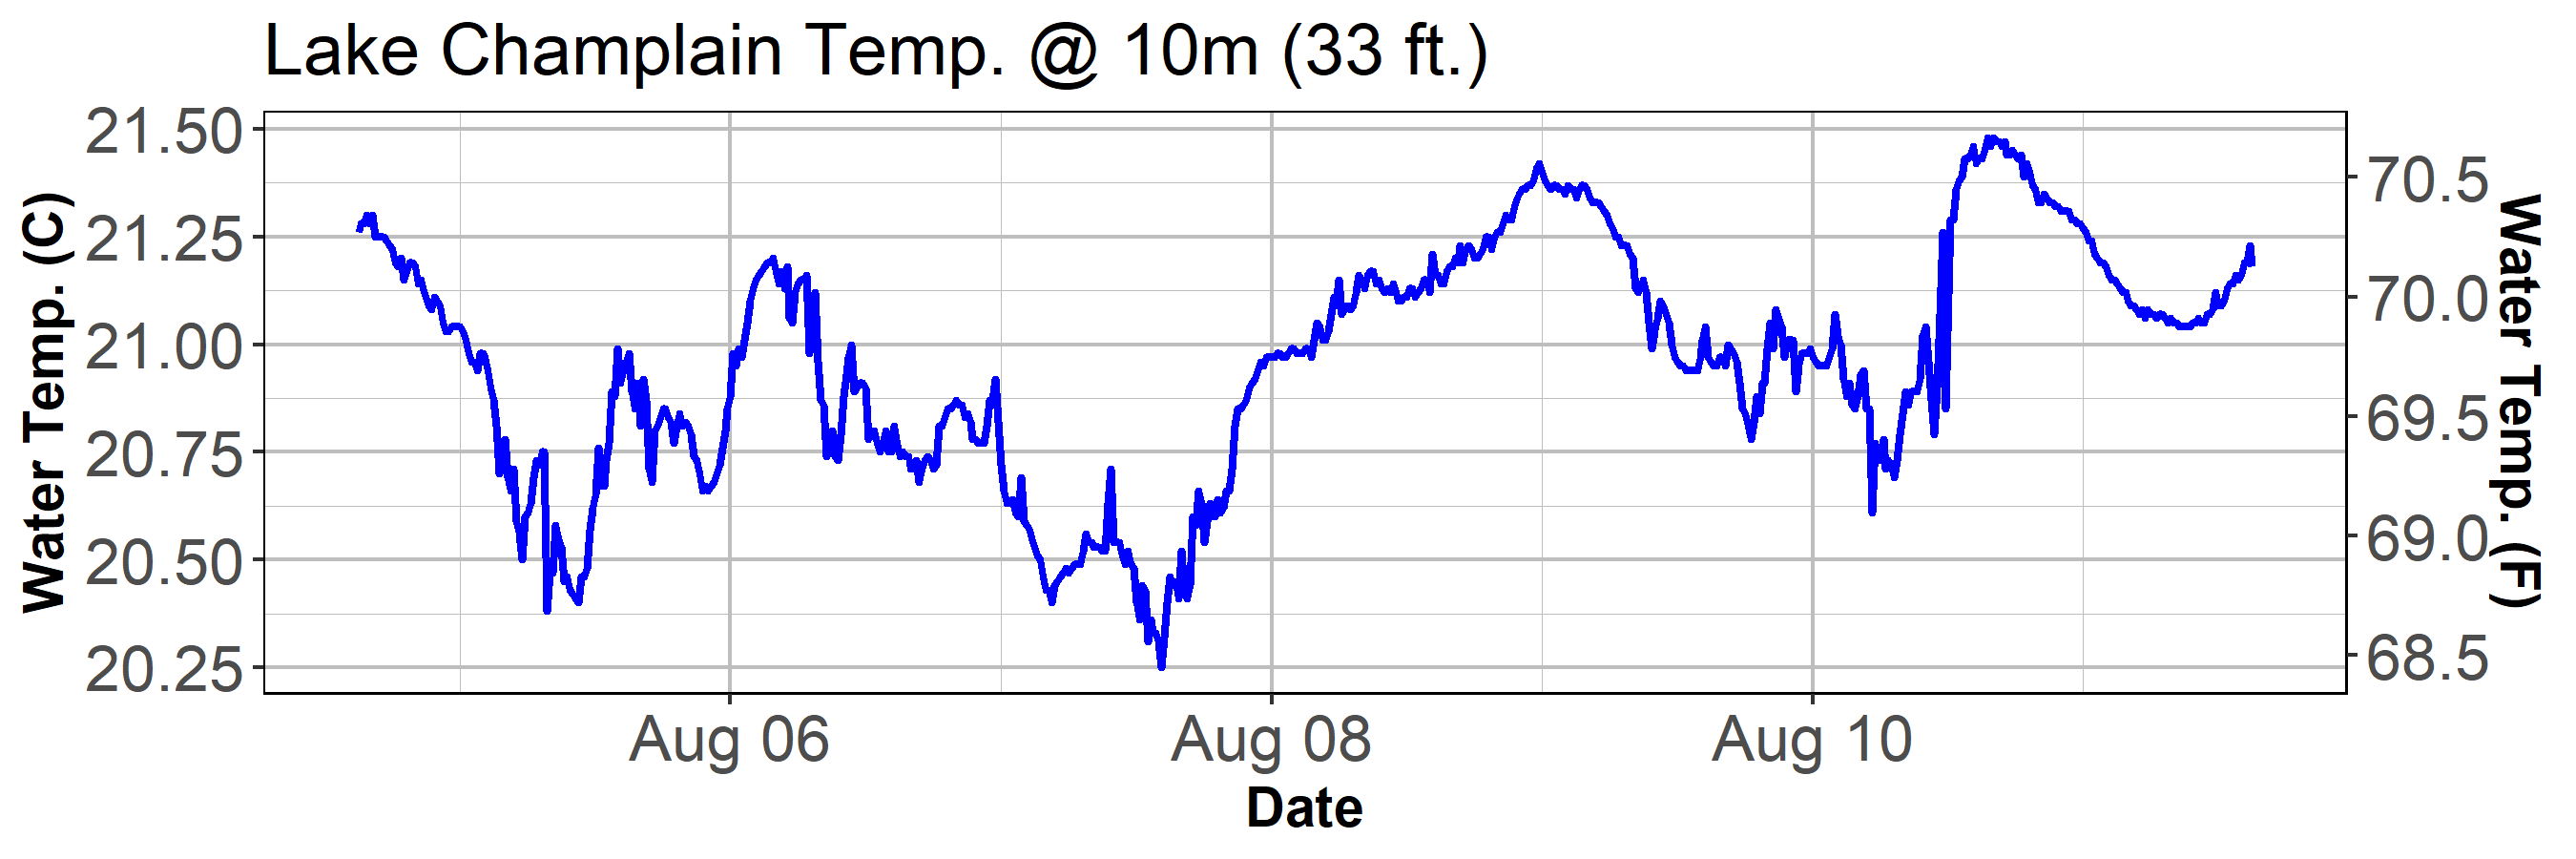 Lake Champlain Temp. @ 10m (33 ft.)
Water Temp. (C)
21.50
21.25
21.00
20.75
20.50
20.25
70.5
70.0
69.5
69.0
68.5
Water Temp. (F)
Aug 06
Aug 08
Aug 10
Date